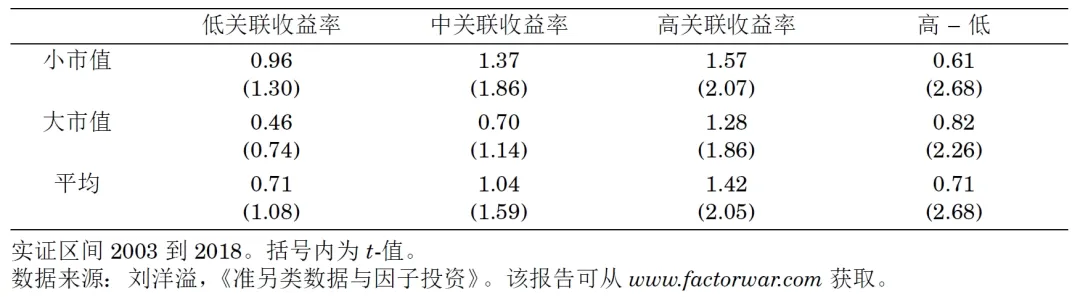 低关联收益率 中关联收益率 高关联收益率 高 – 低
小市值 0.96 1.37 1.57 0.61
(1.30) (1.86) (2.07) (2.68)
大市值 0.46 0.70 1.28 0.82
(0.74) (1.14) (1.86) (2.26)
平均 0.71 1.04 1.42 0.71
(1.08) (1.59) (2.05) (2.68)
实证区间 2003 到 2018。括号内为 t-值。
数据来源：刘洋溢，《准另类数据与因子投资》。该报告可从 www.factorwar.com 获取。